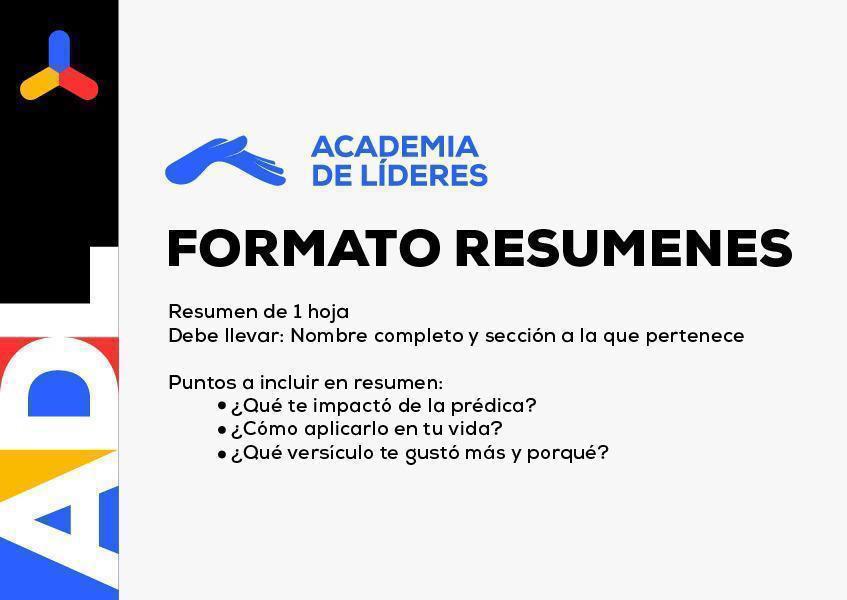 ACADEMIA
DE LÍDERES
FORMATO RESUMENES
Resumen de 1 hoja
Debe llevar: Nombre completo y sección a la que pertenece
Puntos a incluir en resumen:
• ¿Qué te impactó de la prédica?
• ¿Cómo aplicarlo en tu vida?
• ¿Qué versículo te gustó más y porqué?
ADL